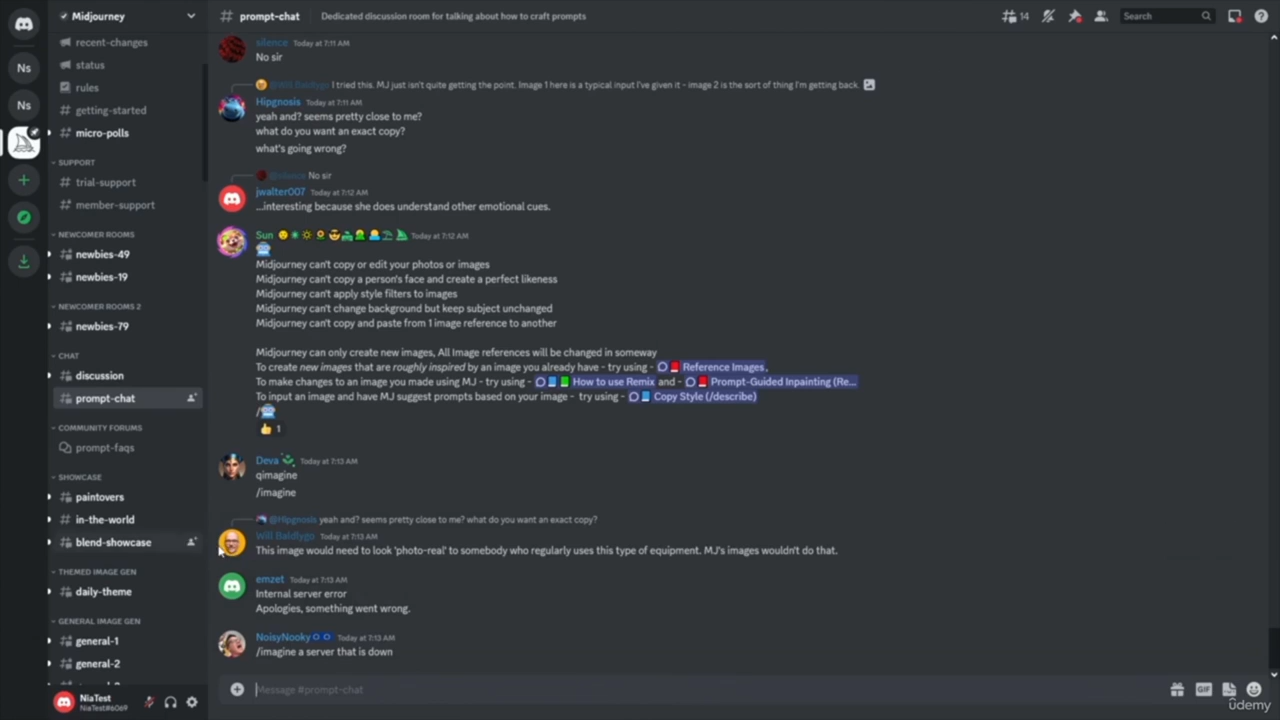 Midjourney
prompt-chat
Dedicated discussion room for talking about how to craft prompts
14
Search
Ns
Ns
recent-changes
status
rules
getting-started
micro-polls
SUPPORT
trial-support
member-support
NEWCOMER ROOMS
newbies-49
newbies-19
NEWCOMER ROOMS 2
newbies-79
CHAT
discussion
prompt-chat
COMMUNITY FORUMS
prompt-faqs
SHOWCASE
paintovers
in-the-world
blend-showcase
THEMED IMAGE GEN
daily-theme
GENERAL IMAGE GEN
general-1
general-2
NiaTest
silence Today at 7:11 AM
No sir
@Will Baldlygo I tried this. MJ just isn't quite getting the point. Image 1 here is a typical input I've given it - image 2 is the sort of thing I'm getting back.
Hipgnosis Today at 7:11 AM
yeah and? seems pretty close to me?
what do you want an exact copy?
what's going wrong?
@silence No sir
jwalter007 Today at 7:12 AM
...interesting because she does understand other emotional cues.
Sun Today at 7:12 AM
Midjourney can't copy or edit your photos or images
Midjourney can't copy a person's face and create a perfect likeness
Midjourney can't apply style filters to images
Midjourney can't change background but keep subject unchanged
Midjourney can't copy and paste from 1 image reference to another
Midjourney can only create new images, All Image references will be changed in someway
To create new images that are roughly inspired by an image you already have - try using - Reference Images,
To make changes to an image you made using MJ - try using - How to use Remix and - Prompt-Guided Inpainting (Re...
To input an image and have MJ suggest prompts based on your image - try using - Copy Style (/describe)
/
1
Deva Today at 7:13 AM
qimagine
/imagine
@Hipgnosis yeah and? seems pretty close to me? what do you want an exact copy?
Will Baldlygo Today at 7:13 AM
This image would need to look 'photo-real' to somebody who regularly uses this type of equipment. MJ's images wouldn't do that.
emzet Today at 7:13 AM
Internal server error
Apologies, something went wrong.
NoisyNooky Today at 7:13 AM
/imagine a server that is down
Message #prompt-chat
ûdemy